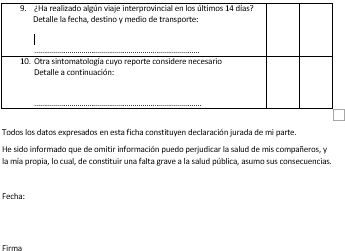 9. ¿Ha realizado algún viaje interprovincial en los últimos 14 días?
Detalle la fecha, destino y medio de transporte:
......................................................................
10. Otra sintomatología cuyo reporte considere necesario
Detalle a continuación:
......................................................................
Todos los datos expresados en esta ficha constituyen declaración jurada de mi parte.
He sido informado que de omitir información puedo perjudicar la salud de mis compañeros, y
la mía propia, lo cual, de constituir una falta grave a la salud pública, asumo sus consecuencias.
Fecha:
Firma